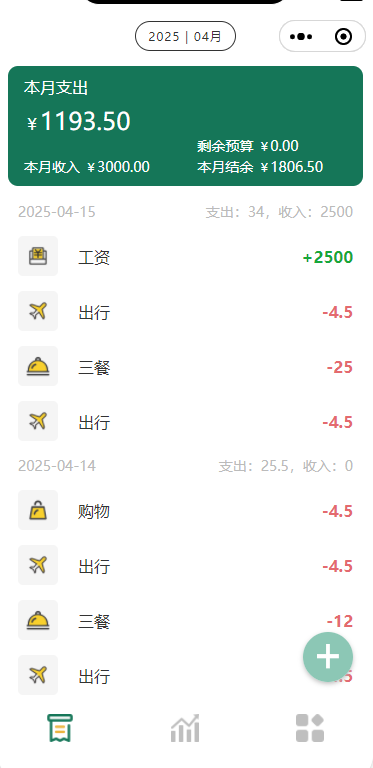 2025 | 04月
本月支出
￥1193.50
剩余预算 ￥0.00
本月收入 ￥3000.00 本月结余 ￥1806.50
2025-04-15 支出：34，收入：2500
工资 +2500
出行 -4.5
三餐 -25
出行 -4.5
2025-04-14 支出：25.5，收入：0
购物 -4.5
出行 -4.5
三餐 -12
出行